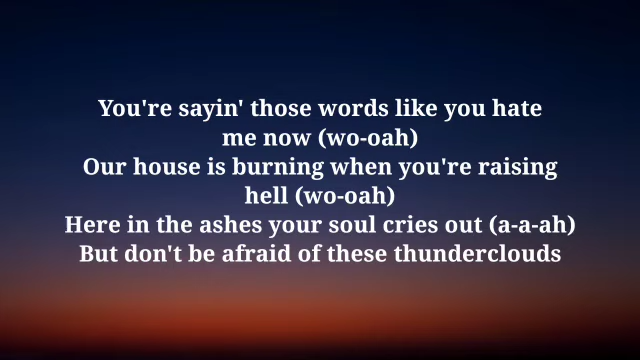 You're sayin' those words like you hate
me now (wo-oah)
Our house is burning when you're raising
hell (wo-oah)
Here in the ashes your soul cries out (a-a-ah)
But don't be afraid of these thunderclouds